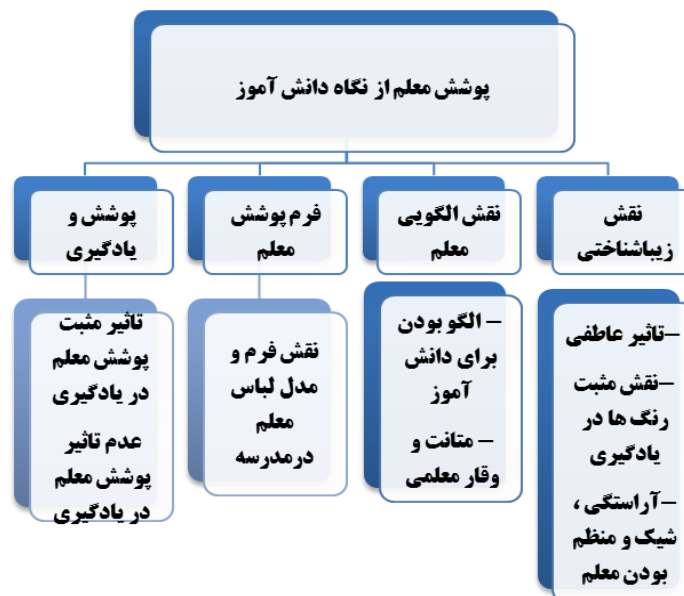 پوشش معلم از نگاه دانش آموز
نقش
زیباشناختی
نقش الگویی
معلم
فرم پوشش
معلم
پوشش و
یادگیری
–تاثیر عاطفی
–نقش مثبت
رنگ ها در
یادگیری
–آراستگی ،
شیک و منظم
بودن معلم
– الگو بودن
برای دانش
آموز
– متانت و
وقار معلمی
نقش فرم و
مدل لباس
معلم
درمدرسه
تاثیر مثبت
پوشش معلم
در یادگیری
عدم تاثیر
پوشش معلم
در یادگیری